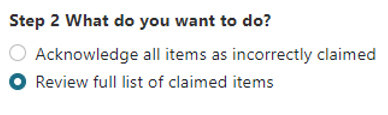 Step 2 What do you want to do?
Acknowledge all items as incorrectly claimed
Review full list of claimed items